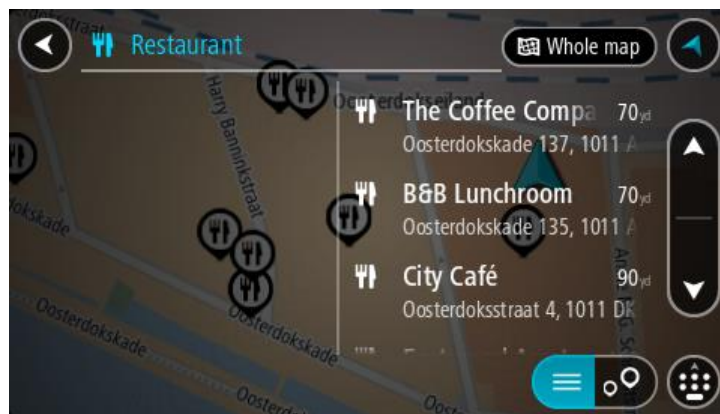 Restaurant
Whole map
Harry Banninkstraat
Oosterdokseiland
The Coffee Compa 70yd
Oosterdokskade 137, 1011 A
B&B Lunchroom 70yd
Oosterdokskade 135, 1011 A
City Café 90yd
Oosterdoksstraat 4, 1011 DK
Oosterdokskade
Oosterdokskade